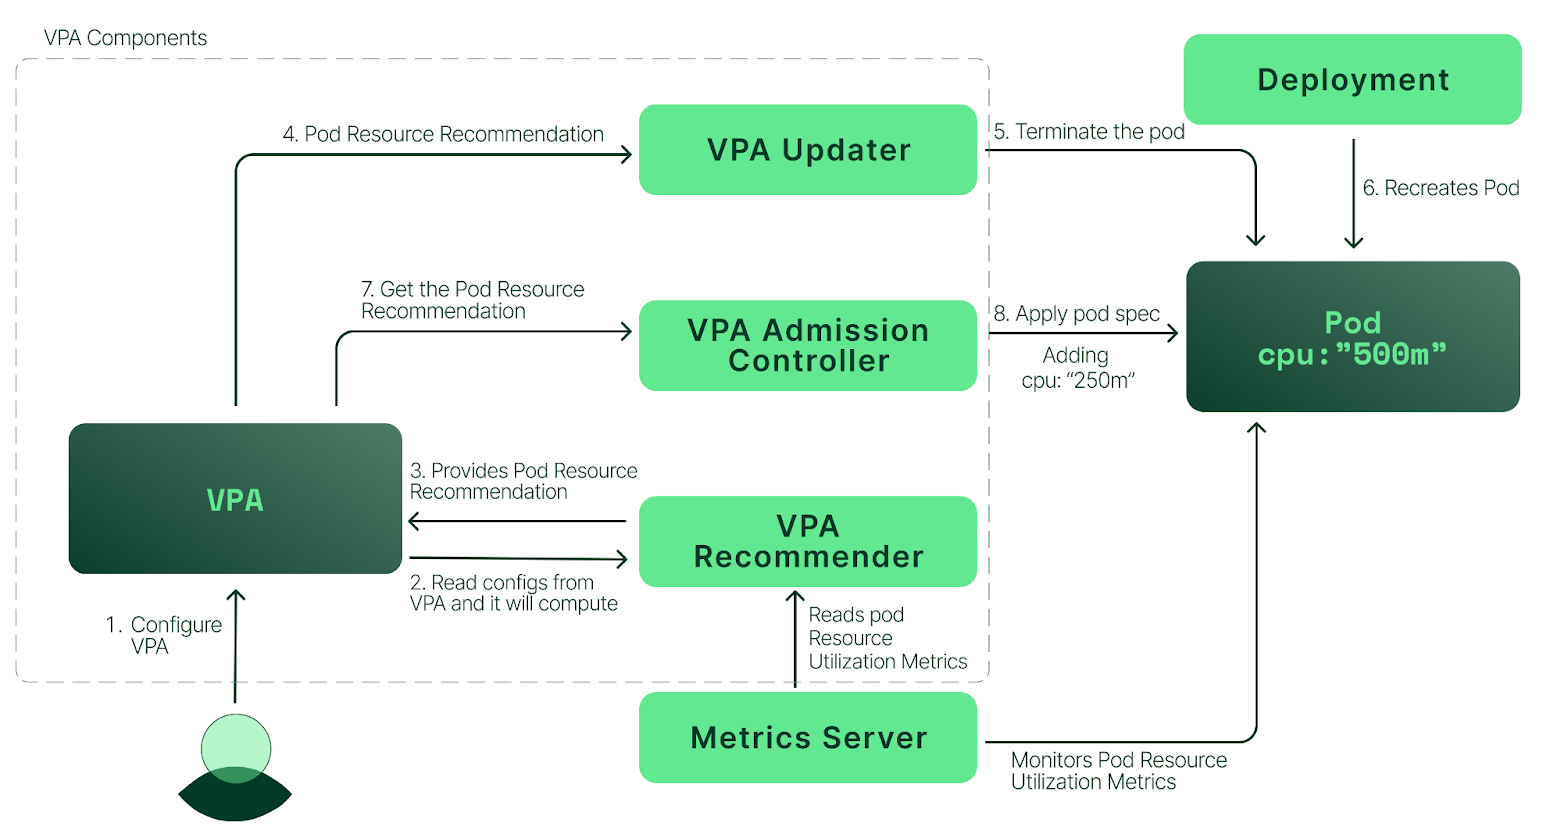 VPA Components
Deployment
4. Pod Resource Recommendation
VPA Updater
5. Terminate the pod
6. Recreates Pod
7. Get the Pod Resource
Recommendation
VPA Admission
Controller
8. Apply pod spec
Adding
cpu: “250m”
Pod
cpu:”500m”
VPA
3. Provides Pod Resource
Recommendation
VPA
Recommender
2. Read configs from
VPA and it will compute
1. Configure
VPA
Reads pod
Resource
Utilization Metrics
Metrics Server
Monitors Pod Resource
Utilization Metrics